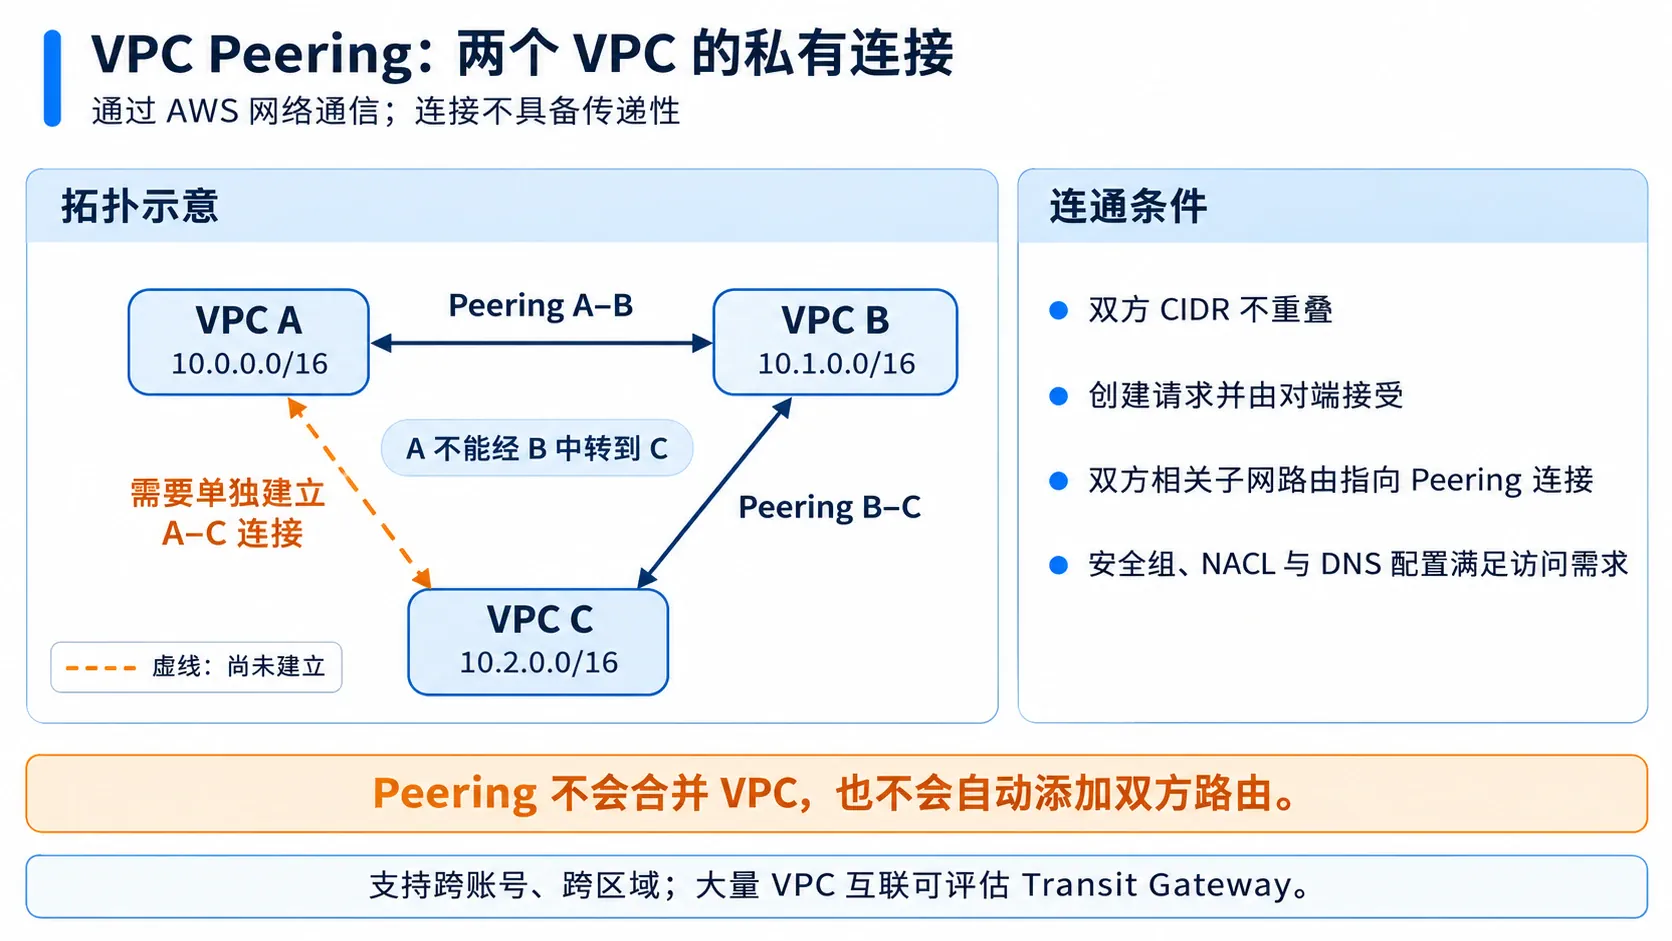 VPC Peering：两个 VPC 的私有连接
通过 AWS 网络通信；连接不具备传递性
拓扑示意
VPC A
10.0.0.0/16
Peering A–B
VPC B
10.1.0.0/16
A 不能经 B 中转到 C
需要单独建立
A–C 连接
Peering B–C
VPC C
10.2.0.0/16
虚线：尚未建立
连通条件
双方 CIDR 不重叠
创建请求并由对端接受
双方相关子网路由指向 Peering 连接
安全组、NACL 与 DNS 配置满足访问需求
Peering 不会合并 VPC，也不会自动添加双方路由。
支持跨账号、跨区域；大量 VPC 互联可评估 Transit Gateway。